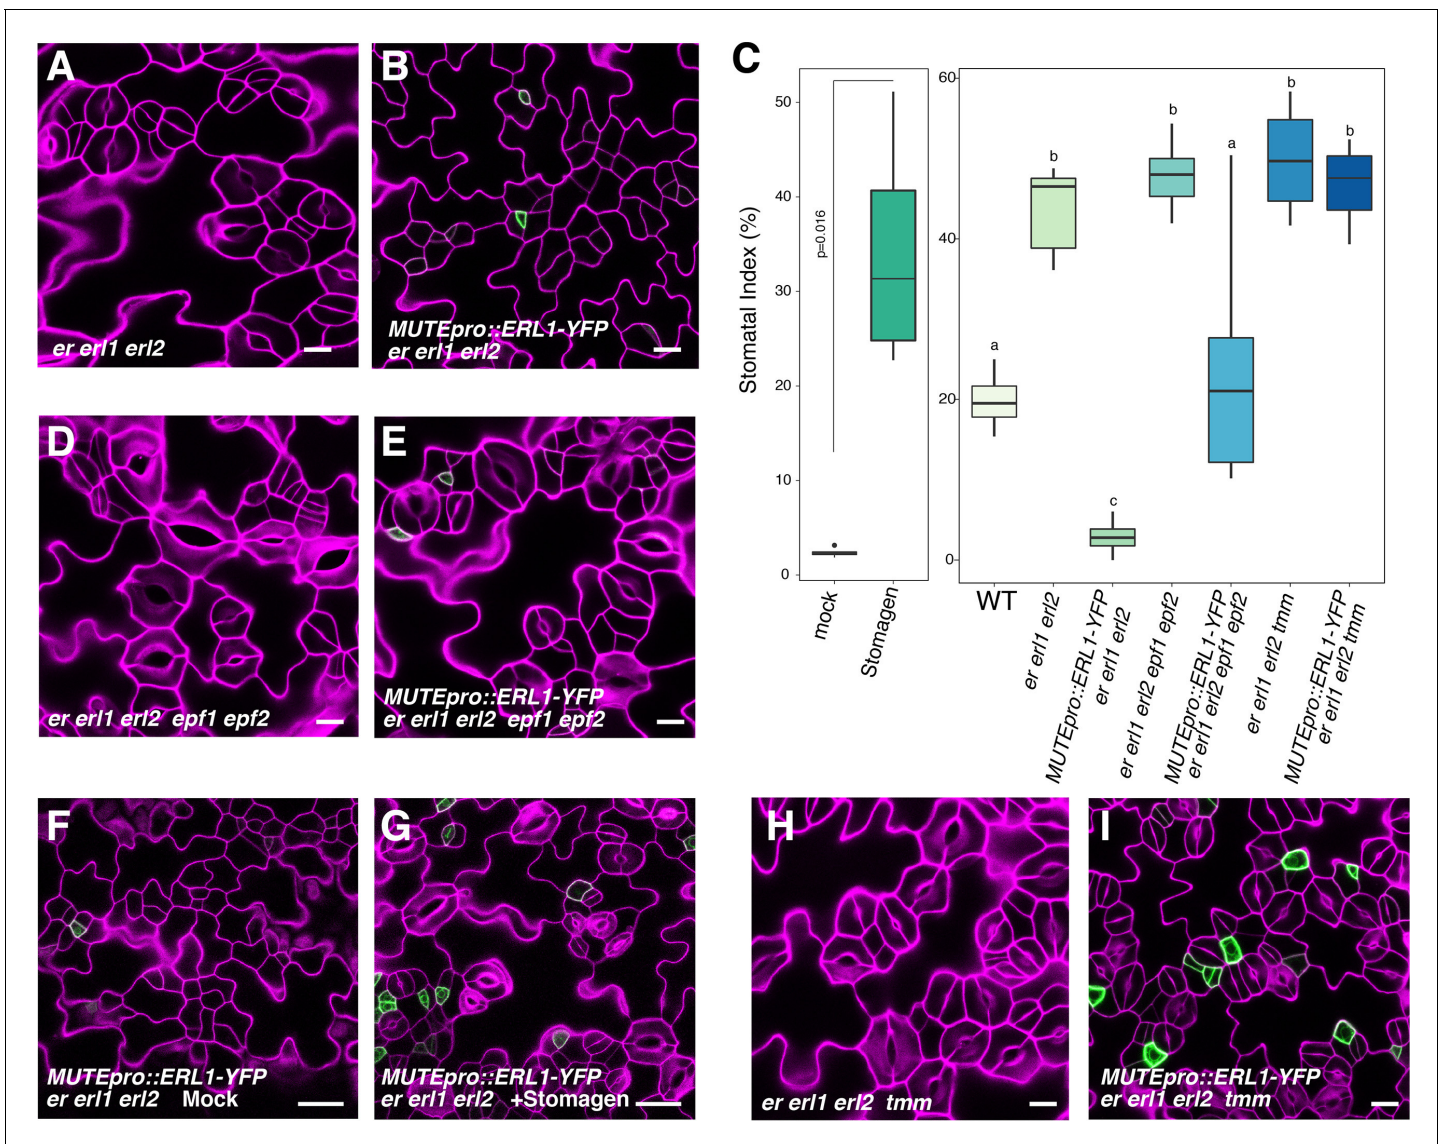 A
er erl1 erl2
B
MUTEpro::ERL1-YFP
er erl1 erl2
C
Stomatal Index (%)
50
40
30
20
10
0
p=0.016
mock
Stomagen
60
40
20
0
a
b
c
b
a
b
b
WT
er erl1 erl2
MUTEpro::ERL1-YFP
er erl1 erl2
er erl1 erl2 epf1 epf2
MUTEpro::ERL1-YFP
er erl1 erl2 epf1 epf2
er erl1 erl2 tmm
MUTEpro::ERL1-YFP
er erl1 erl2 tmm
D
er erl1 erl2 epf1 epf2
E
MUTEpro::ERL1-YFP
er erl1 erl2 epf1 epf2
F
MUTEpro::ERL1-YFP
er erl1 erl2 Mock
G
MUTEpro::ERL1-YFP
er erl1 erl2 +Stomagen
H
er erl1 erl2 tmm
I
MUTEpro::ERL1-YFP
er erl1 erl2 tmm